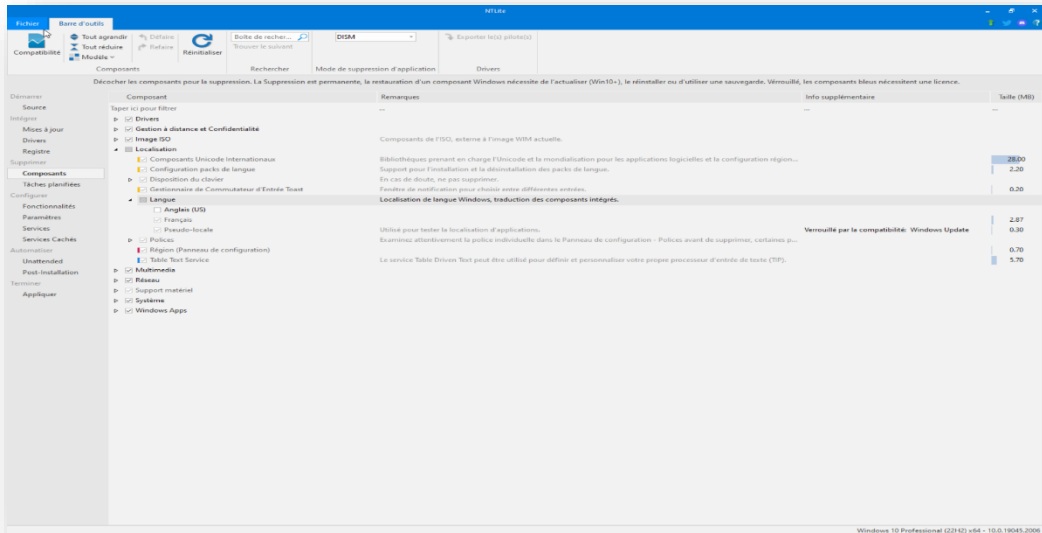 NTLite
Fichier Barre d'outils
Compatibilité
Tout agrandir
Tout réduire
Modèle
Défaire
Refaire
Réinitialiser
Boîte de recher...
Trouver le suivant
DISM
Exporter le(s) pilote(s)
Composants Rechercher Mode de suppression d'application Drivers
Décocher les composants pour la suppression. La Suppression est permanente, la restauration d'un composant Windows nécessite de l'actualiser (Win10+), le réinstaller ou d'utiliser une sauvegarde. Vérrouillé, les composants bleus nécessitent une licence.
Démarrer
Source
Intégrer
Mises à jour
Drivers
Registre
Supprimer
Composants
Tâches planifiées
Configurer
Fonctionnalités
Paramètres
Services
Services Cachés
Automatiser
Unattended
Post-Installation
Terminer
Appliquer
Composant Remarques Info supplémentaire Taille (MB)
Taper ici pour filtrer ... ... ...
Drivers
Gestion à distance et Confidentialité
Image ISO Composants de l'ISO, externe à l'image WIM actuelle.
Localisation
Composants Unicode internationaux Bibliothèques prenant en charge l'Unicode et la mondialisation pour les applications logicielles et la configuration région... 28.00
Configuration packs de langue Support pour l'installation et la désinstallation des packs de langue. 2.20
Disposition du clavier En cas de doute, ne pas supprimer.
Gestionnaire de Commutateur d'Entrée Toast Fenêtre de notification pour choisir entre différentes entrées. 0.20
Langue Localisation de langue Windows, traduction des composants intégrés.
Anglais (US)
Français 2.87
Pseudo-locale Utilisé pour tester la localisation d'applications. Verrouillé par la compatibilité: Windows Update 0.30
Polices Examinez attentivement la police individuelle dans le Panneau de configuration - Polices avant de supprimer, certaines p...
Région (Panneau de configuration) 0.70
Table Text Service Le service Table Driven Text peut être utilisé pour définir et personnaliser votre propre processeur d'entrée de texte (TIP). 5.70
Multimedia
Réseau
Support matériel
Système
Windows Apps
Windows 10 Professional (22H2) x64 - 10.0.19045.2006